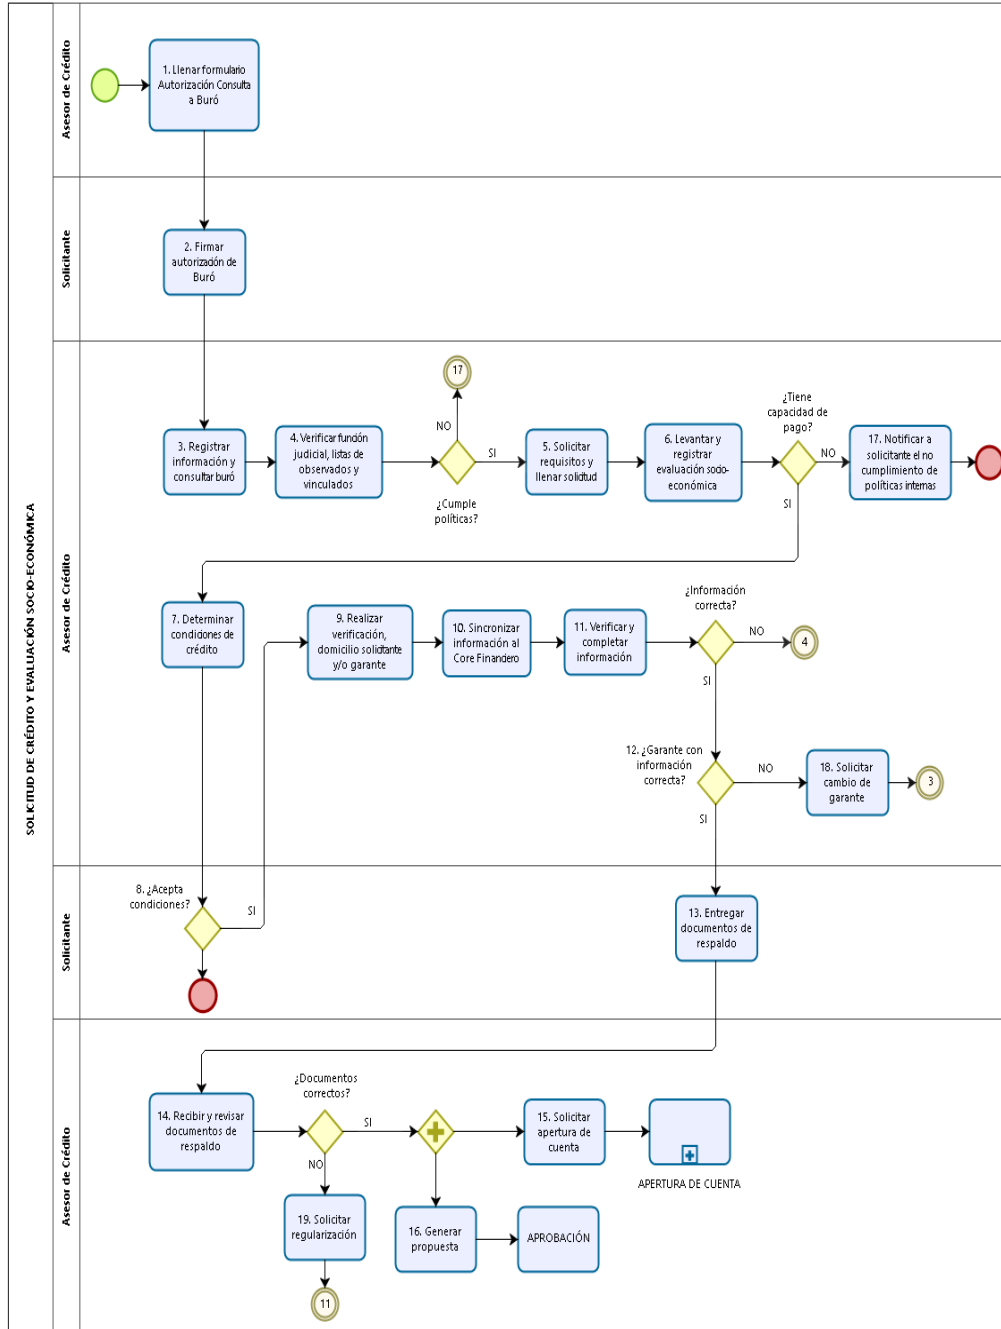 SOLICITUD DE CRÉDITO Y EVALUACIÓN SOCIO-ECONÓMICA
Asesor de Crédito
1. Llenar formulario
Autorización Consulta
a Buró
Solicitante
2. Firmar
autorización de
Buró
Asesor de Crédito
3. Registrar
información y
consultar buró
4. Verificar función
judicial, listas de
observados y
vinculados
17
NO
SI
¿Cumple
políticas?
5. Solicitar
requisitos y
llenar solicitud
6. Levantar y
registrar
evaluación socio-
económica
¿Tiene
capacidad de
pago?
NO
SI
17. Notificar a
solicitante el no
cumplimiento de
políticas internas
7. Determinar
condiciones de
crédito
9. Realizar
verificación,
domicilio solicitante
y/o garante
10. Sincronizar
información al
Core Financiero
11. Verificar y
completar
información
¿Información
correcta?
NO
4
SI
12. ¿Garante con
información
correcta?
NO
18. Solicitar
cambio de
garante
3
SI
Solicitante
8. ¿Acepta
condiciones?
SI
13. Entregar
documentos de
respaldo
Asesor de Crédito
14. Recibir y revisar
documentos de
respaldo
¿Documentos
correctos?
SI
NO
15. Solicitar
apertura de
cuenta
APERTURA DE CUENTA
19. Solicitar
regularización
11
16. Generar
propuesta
APROBACIÓN